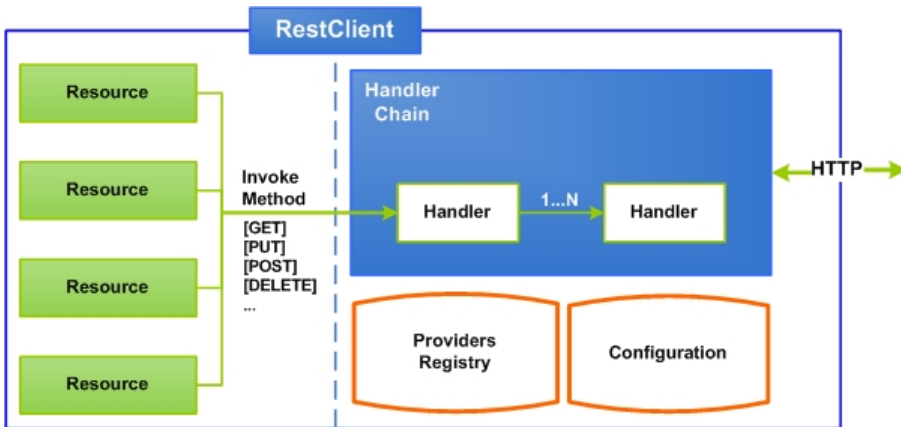 RestClient
Resource
Resource
Resource
Resource
Invoke
Method
[GET]
[PUT]
[POST]
[DELETE]
...
Handler
Chain
Handler
1...N
Handler
HTTP
Providers
Registry
Configuration